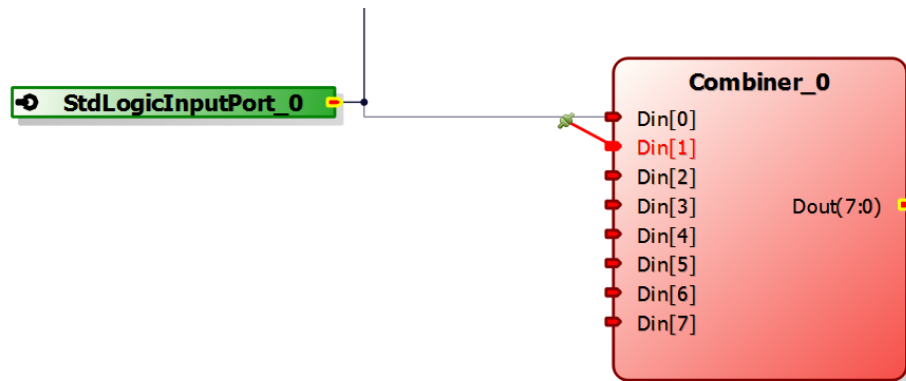 StdLogicInputPort_0
Combiner_0
Din[0]
Din[1]
Din[2]
Din[3]
Dout(7:0)
Din[4]
Din[5]
Din[6]
Din[7]